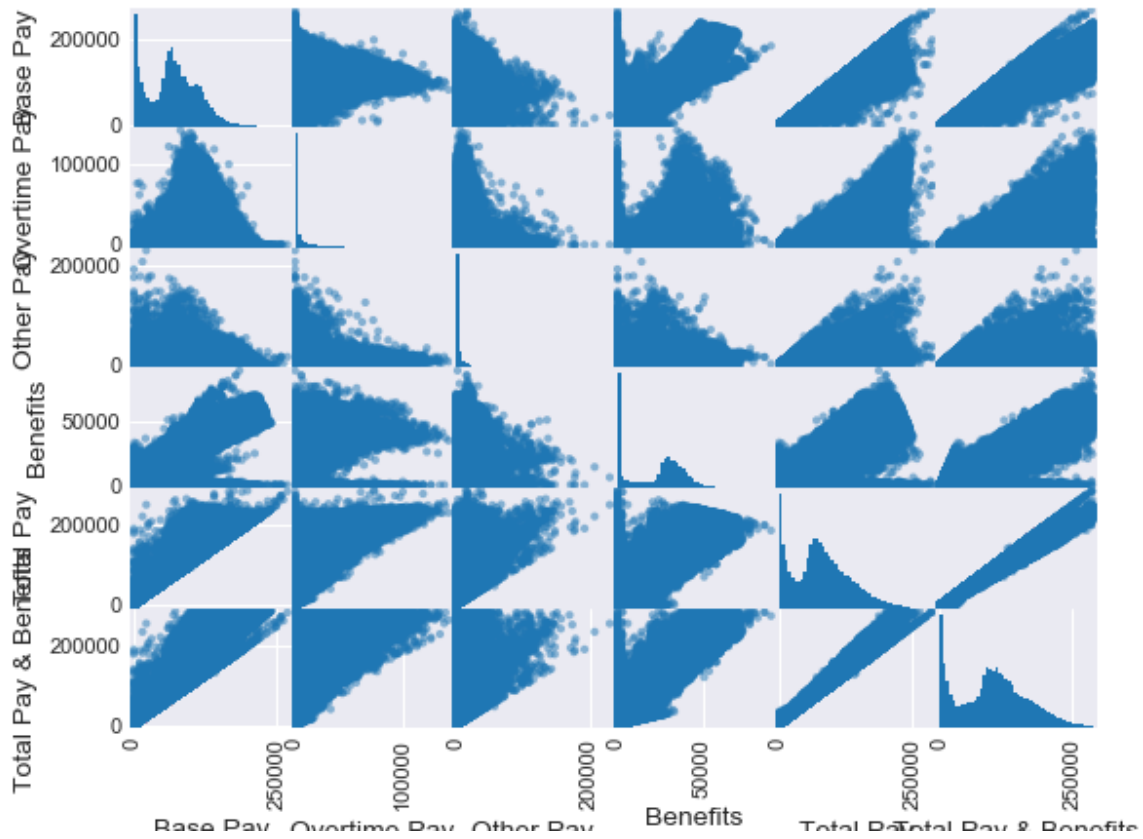 Base Pay
200000
0
Overtime Pay
100000
0
Other Pay
200000
0
Benefits
50000
0
Total Pay
200000
0
Total Pay & Benefits
200000
0
0 250000 0 100000 0 200000 0 50000 0 250000 0 250000
Base Pay Overtime Pay Other Pay Benefits Total Pay Total Pay & Benefits